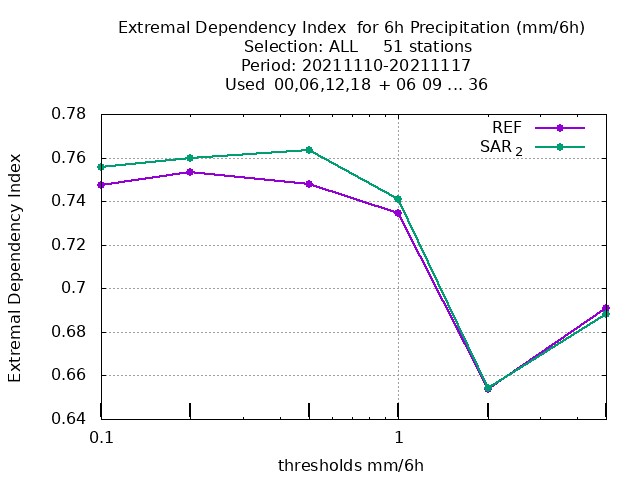 Extremal Dependency Index  for 6h Precipitation (mm/6h)
Selection: ALL     51 stations
Period: 20211110-20211117
Used  00,06,12,18  + 06 09 ... 36
REF
SAR 2
Extremal Dependency Index
0.78
0.76
0.74
0.72
0.7
0.68
0.66
0.64
0.1
1
thresholds mm/6h